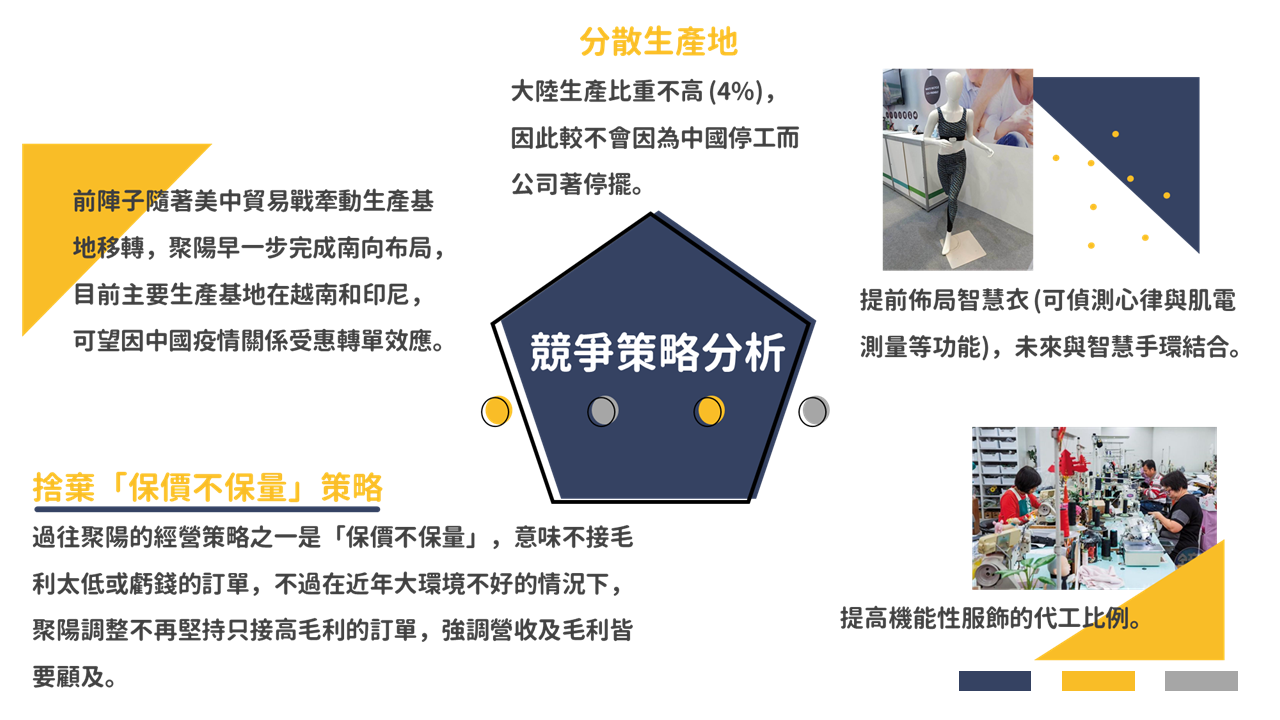 分散生產地
大陸生產比重不高 (4%)，
因此較不會因為中國停工而
公司著停擺。
前陣子隨著美中貿易戰牽動生產基
地移轉，聚陽早一步完成南向布局，
目前主要生產基地在越南和印尼，
可望因中國疫情關係受惠轉單效應。
競爭策略分析
提前佈局智慧衣 (可偵測心律與肌電
測量等功能)，未來與智慧手環結合。
捨棄「保價不保量」策略
過往聚陽的經營策略之一是「保價不保量」，意味不接毛
利太低或虧錢的訂單，不過在近年大環境不好的情況下，
聚陽調整不再堅持只接高毛利的訂單，強調營收及毛利皆
要顧及。
提高機能性服飾的代工比例。